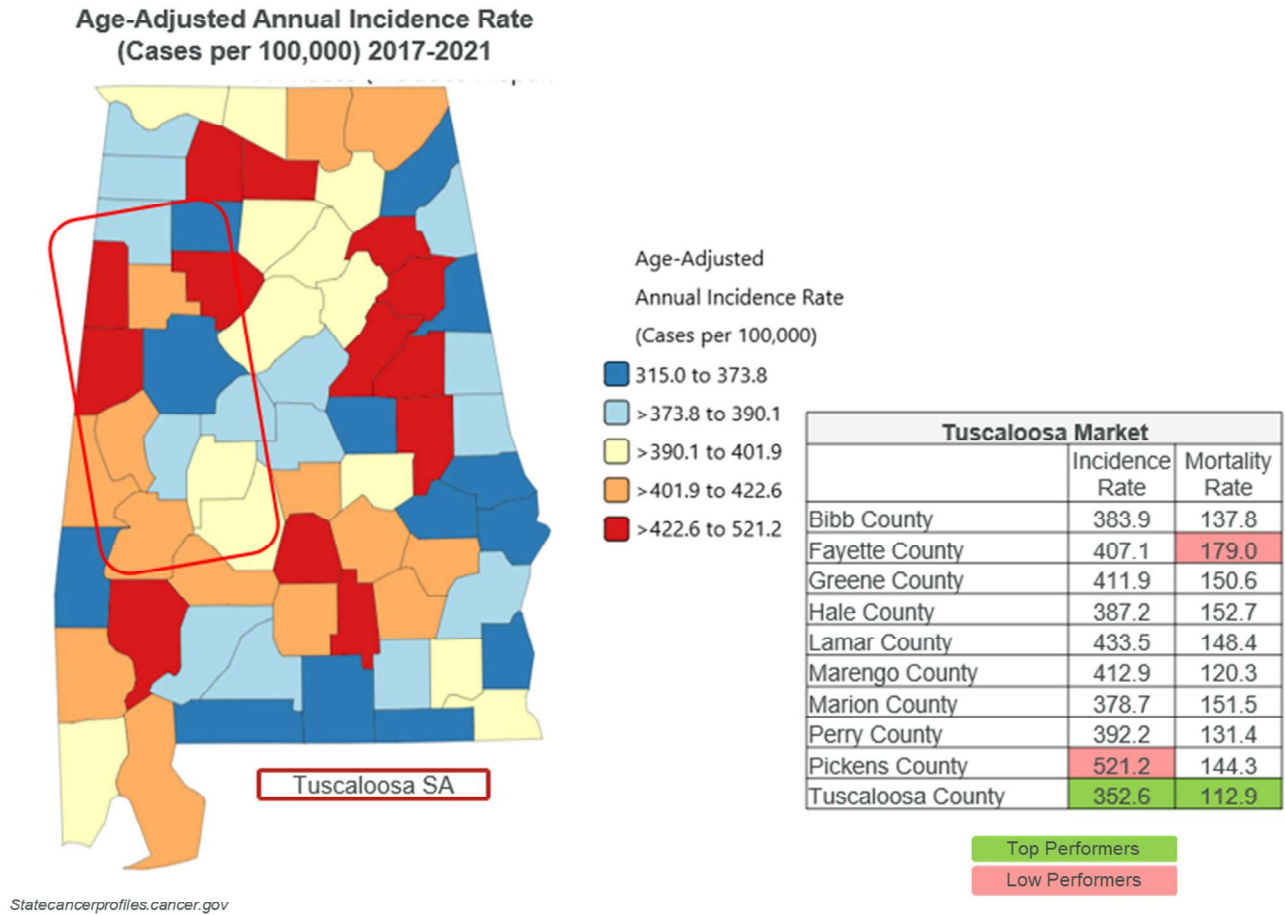 Age-Adjusted Annual Incidence Rate
(Cases per 100,000) 2017-2021
Age-Adjusted
Annual Incidence Rate
(Cases per 100,000)
315.0 to 373.8
>373.8 to 390.1
>390.1 to 401.9
>401.9 to 422.6
>422.6 to 521.2
Tuscaloosa Market
Incidence Rate Mortality Rate
Bibb County 383.9 137.8
Fayette County 407.1 179.0
Greene County 411.9 150.6
Hale County 387.2 152.7
Lamar County 433.5 148.4
Marengo County 412.9 120.3
Marion County 378.7 151.5
Perry County 392.2 131.4
Pickens County 521.2 144.3
Tuscaloosa County 352.6 112.9
Tuscaloosa SA
Top Performers
Low Performers
Statecancerprofiles.cancer.gov